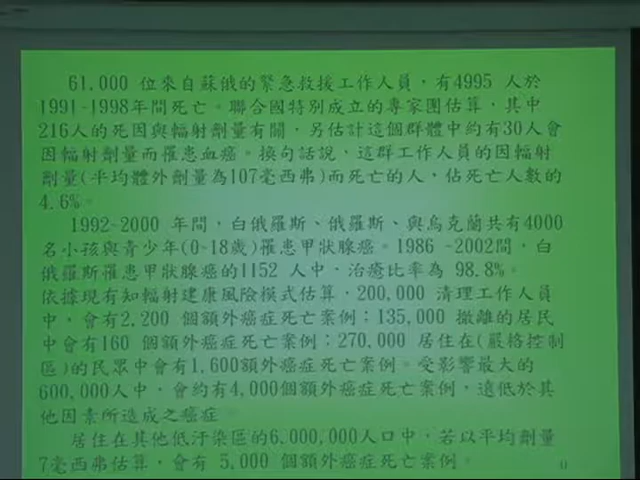 61,000 位來自蘇俄的緊急救援工作人員，有4995 人於
1991-1998年間死亡。聯合國特別成立的專家團估算，其中
216人的死因與輻射劑量有關，另估計這個群體中約有30人會
因輻射劑量而罹患血癌。換句話說，這群工作人員的因輻射
劑量(平均體外劑量為107毫西弗)而死亡的人，佔死亡人數的
4.6%。
1992-2000 年間，白俄羅斯、俄羅斯、與烏克蘭共有4000
名小孩與青少年(0-18歲)罹患甲狀腺癌。1986 -2002間，白
俄羅斯罹患甲狀腺癌的1152 人中，治癒比率為 98.8%。
依據現有知輻射建康風險模式估算，200,000 清理工作人員
中，會有2,200 個額外癌症死亡案例；135,000 撤離的居民
中會有160 個額外癌症死亡案例；270,000 居住在(嚴格控制
區)的民眾中會有1,600額外癌症死亡案例。受影響最大的
600,000人中，會約有4,000個額外癌症死亡案例，遠低於其
他因素所造成之癌症。
居住在其他低汙染區的6,000,000人口中，若以平均劑量
7毫西弗估算，會有 5,000 個額外癌症死亡案例。